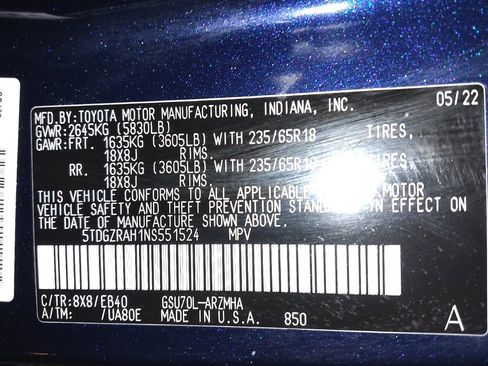 MFD.BY:TOYOTA MOTOR MANUFACTURING, INDIANA, INC. 05/22
GVWR:2645KG (5830LB)
GAWR:FRT. 1635KG (3605LB) WITH 235/65R18 TIRES,
18X8J RIMS.
RR. 1635KG (3605LB) WITH 235/65R18 TIRES,
18X8J RIMS.
THIS VEHICLE CONFORMS TO ALL APPLICABLE MOTOR
VEHICLE SAFETY AND THEFT PREVENTION STANDARDS IN EFFECT ON
THE DATE OF MANUFACTURE SHOWN ABOVE.
5TDGZRAH1NS551524 MPV
C/TR:8X8/EB40 GSU70L-ARZMHA
A/TM: /UA80E MADE IN U.S.A. 850 A